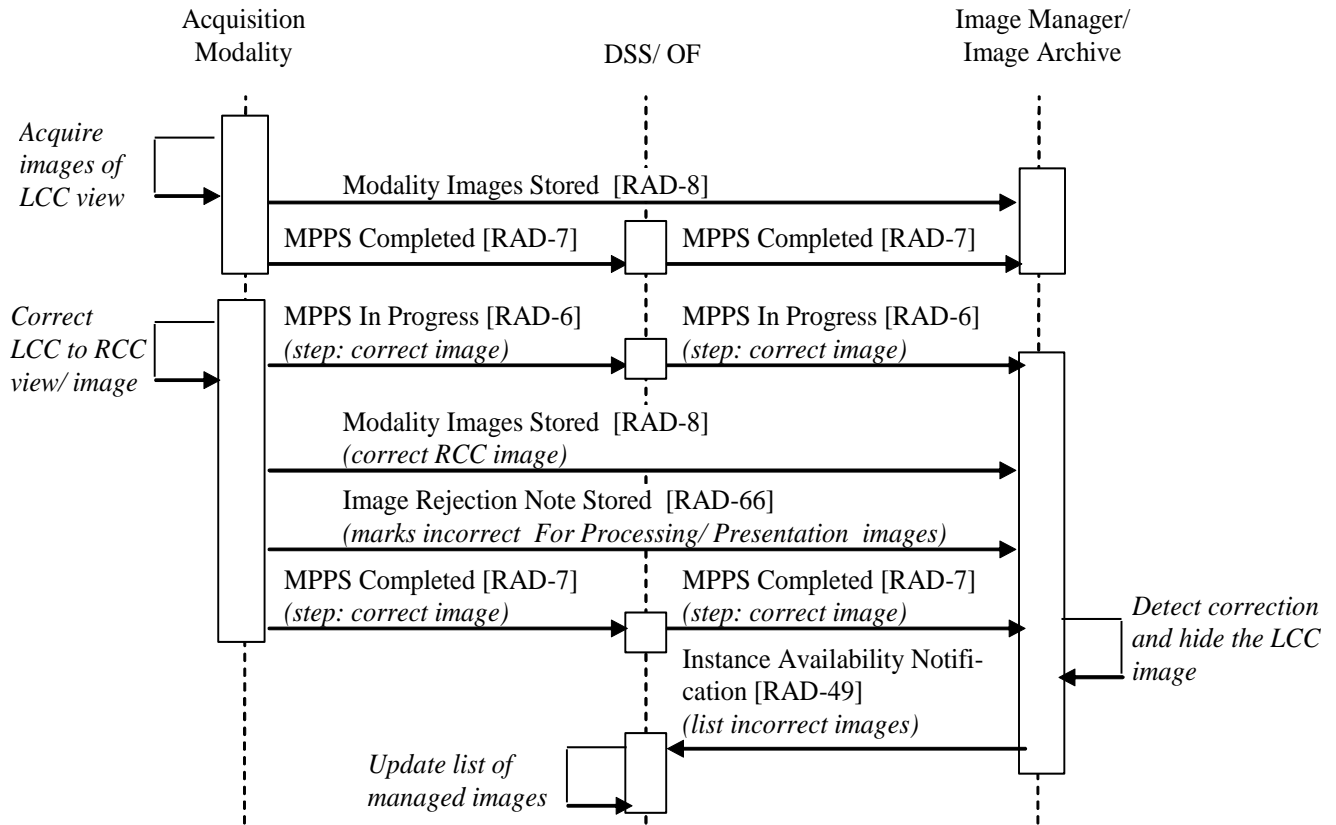 Acquisition
Modality
DSS/ OF
Image Manager/
Image Archive
Acquire
images of
LCC view
Modality Images Stored [RAD-8]
MPPS Completed [RAD-7]
MPPS Completed [RAD-7]
Correct
LCC to RCC
view/ image
MPPS In Progress [RAD-6]
(step: correct image)
MPPS In Progress [RAD-6]
(step: correct image)
Modality Images Stored [RAD-8]
(correct RCC image)
Image Rejection Note Stored [RAD-66]
(marks incorrect For Processing/ Presentation images)
MPPS Completed [RAD-7]
(step: correct image)
MPPS Completed [RAD-7]
(step: correct image)
Detect correction
and hide the LCC
image
Instance Availability Notifi-
cation [RAD-49]
(list incorrect images)
Update list of
managed images